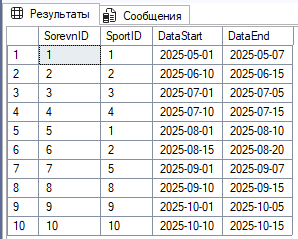 Результаты Сообщения
SorevnID SportID DataStart DataEnd
1 1 1 2025-05-01 2025-05-07
2 2 2 2025-06-10 2025-06-15
3 3 3 2025-07-01 2025-07-05
4 4 4 2025-07-10 2025-07-15
5 5 1 2025-08-01 2025-08-10
6 6 2 2025-08-15 2025-08-20
7 7 5 2025-09-01 2025-09-07
8 8 8 2025-09-10 2025-09-15
9 9 9 2025-10-01 2025-10-05
10 10 10 2025-10-10 2025-10-15